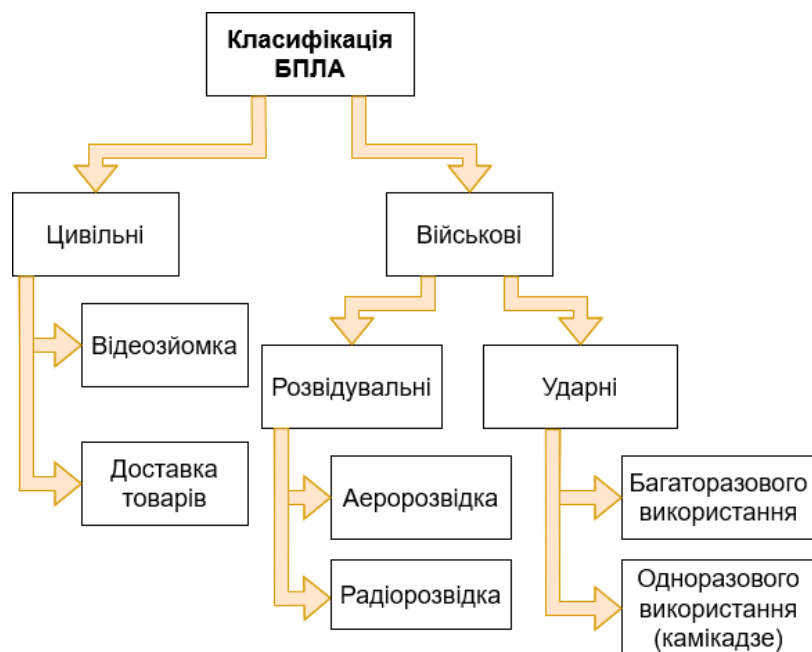 Класифікація
БПЛА
Цивільні
Військові
Відеозйомка
Розвідувальні
Ударні
Доставка
товарів
Аеророзвідка
Багаторазового
використання
Радіорозвідка
Одноразового
використання
(камікадзе)